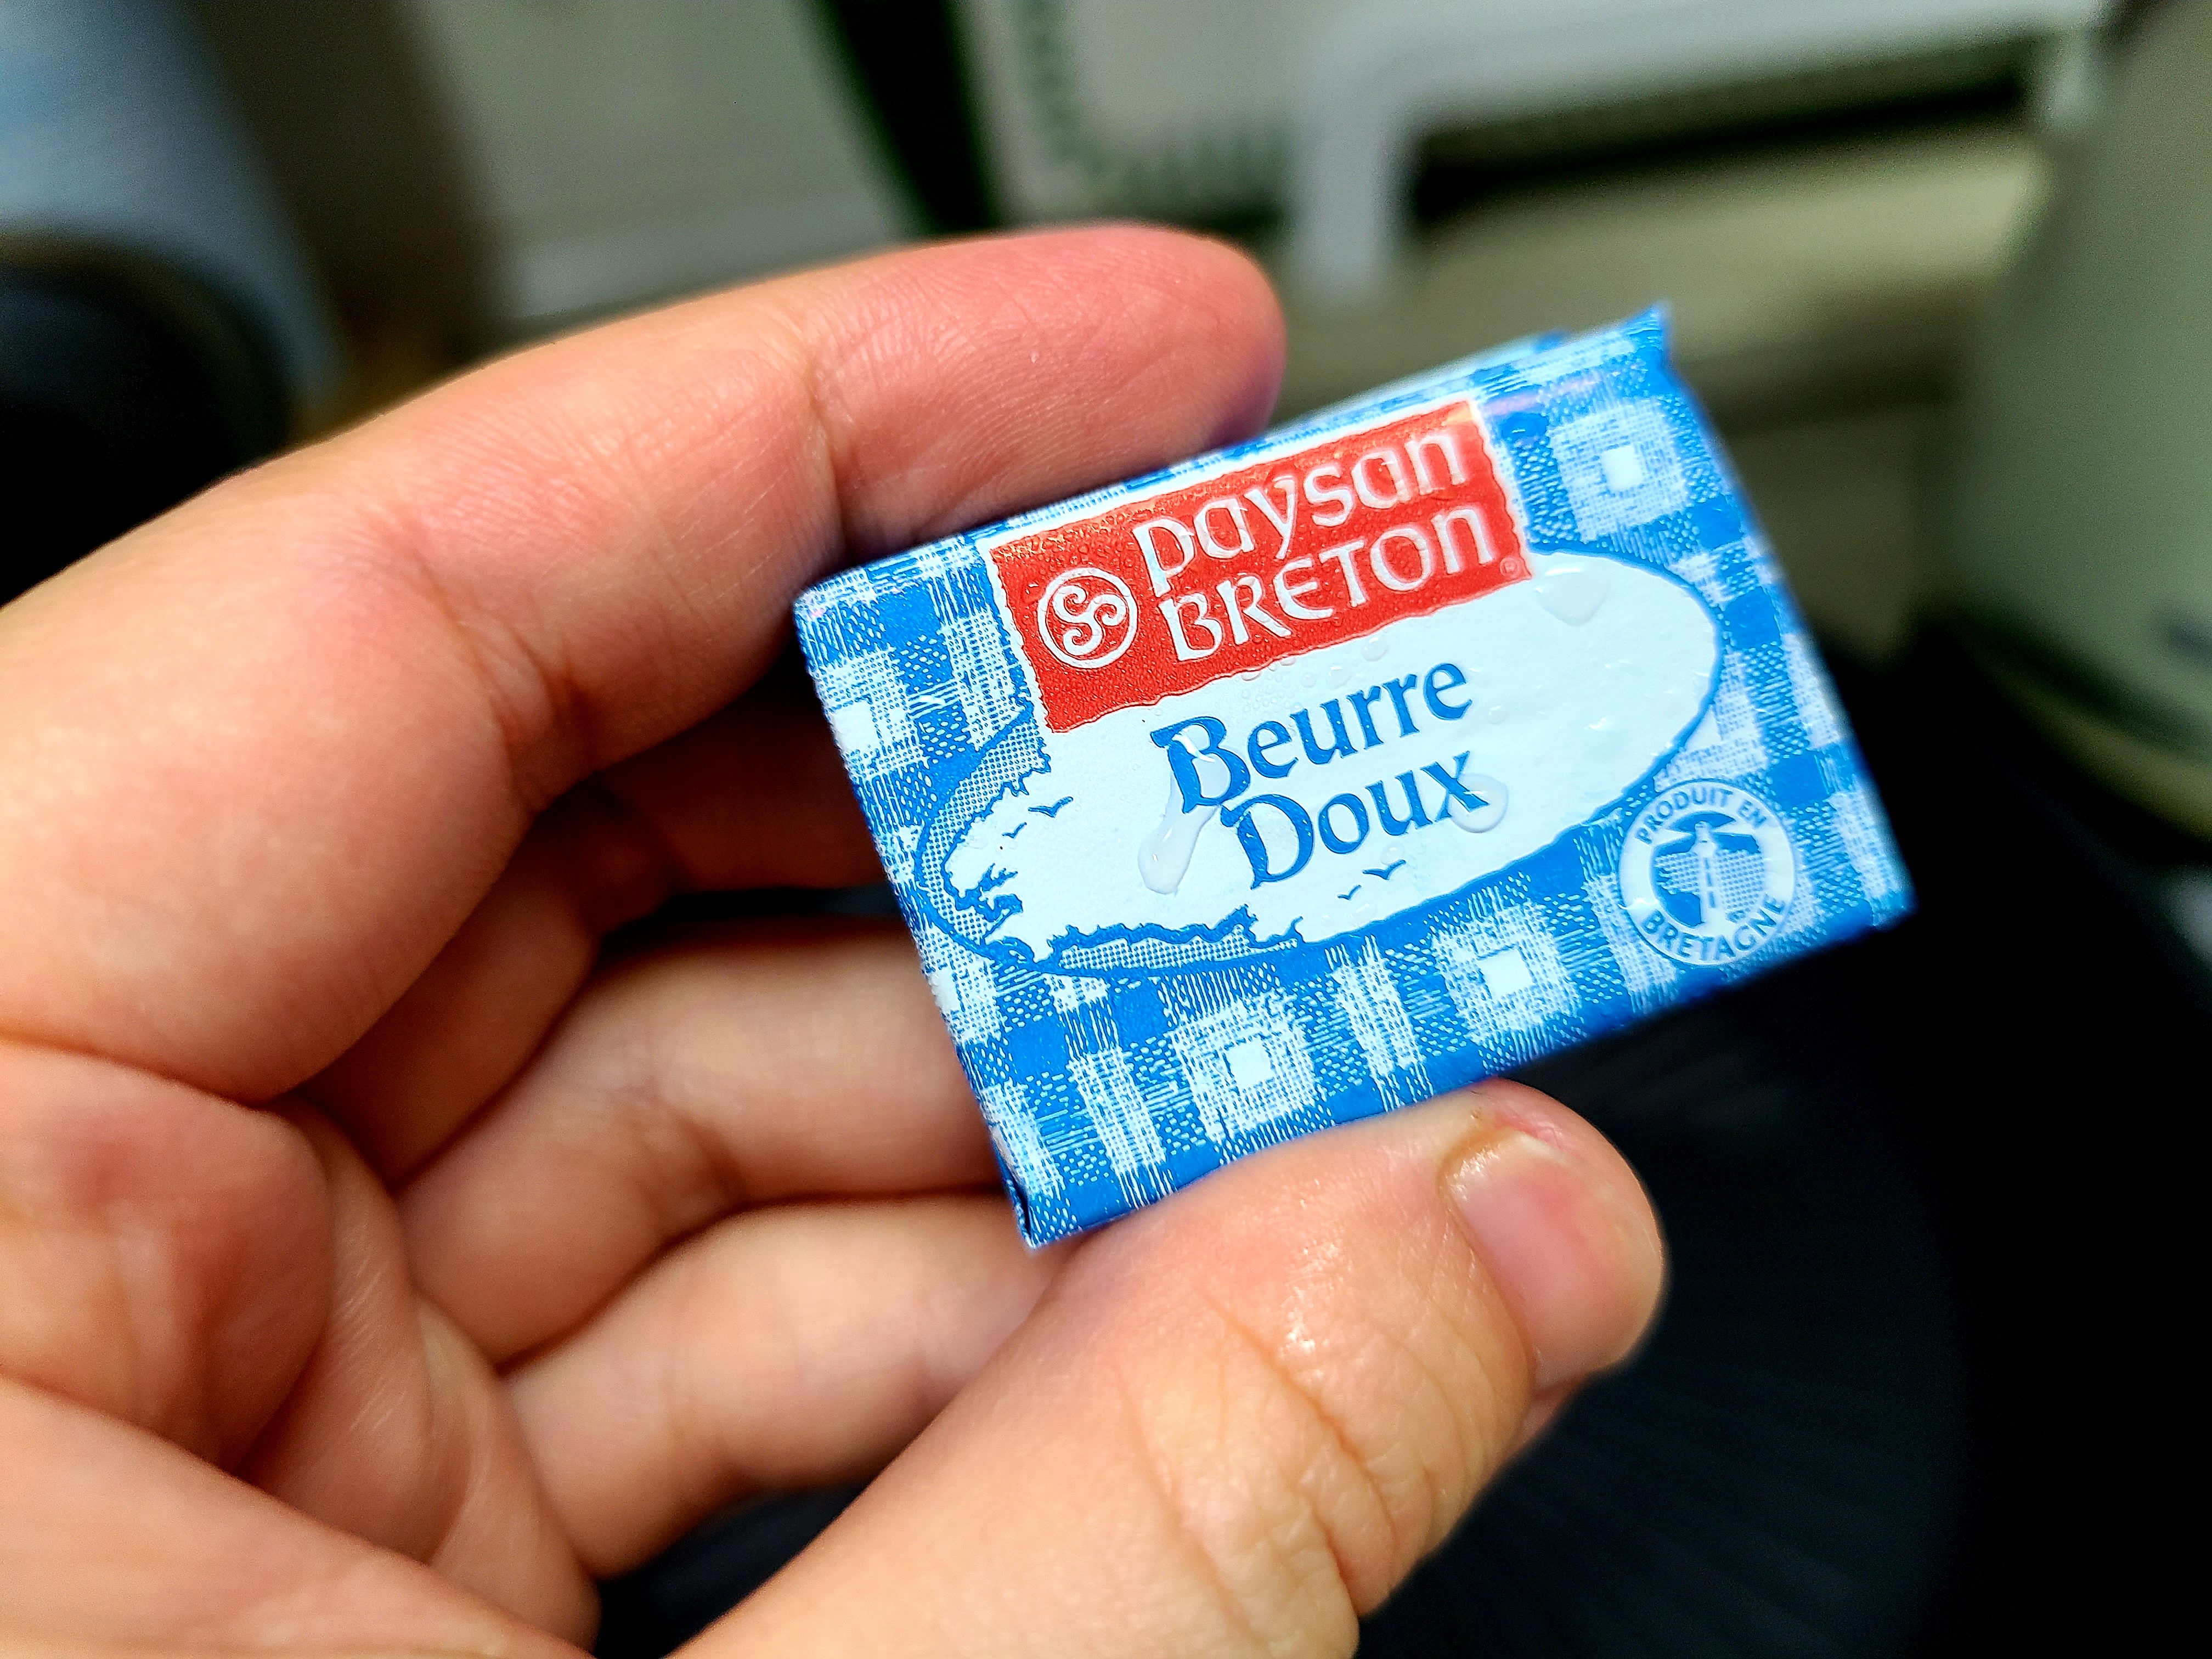 paysan
BRETON®
Beurre
Doux
PRODUIT EN
BRETAGNE